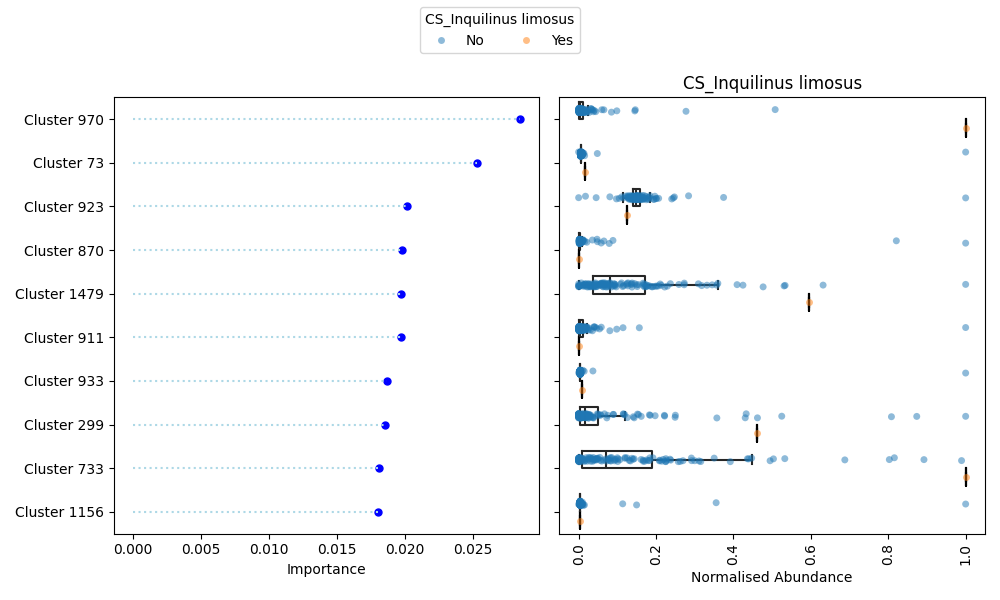 CS_Inquilinus limosus
No Yes
CS_Inquilinus limosus
Cluster 970
Cluster 73
Cluster 923
Cluster 870
Cluster 1479
Cluster 911
Cluster 933
Cluster 299
Cluster 733
Cluster 1156
0.000 0.005 0.010 0.015 0.020 0.025
Importance
0.0 0.2 0.4 0.6 0.8 1.0
Normalised Abundance